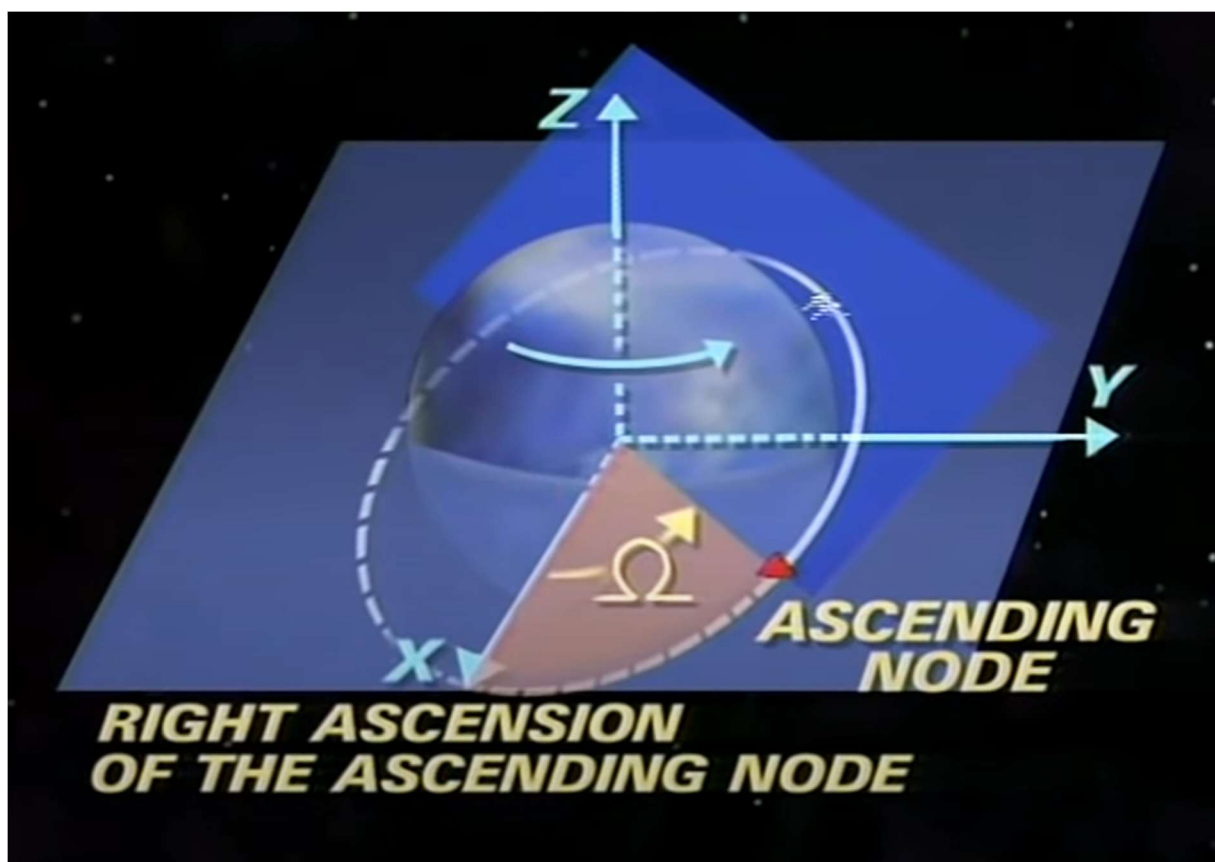 Z
Y
Ω
X
ASCENDING
NODE
RIGHT ASCENSION
OF THE ASCENDING NODE